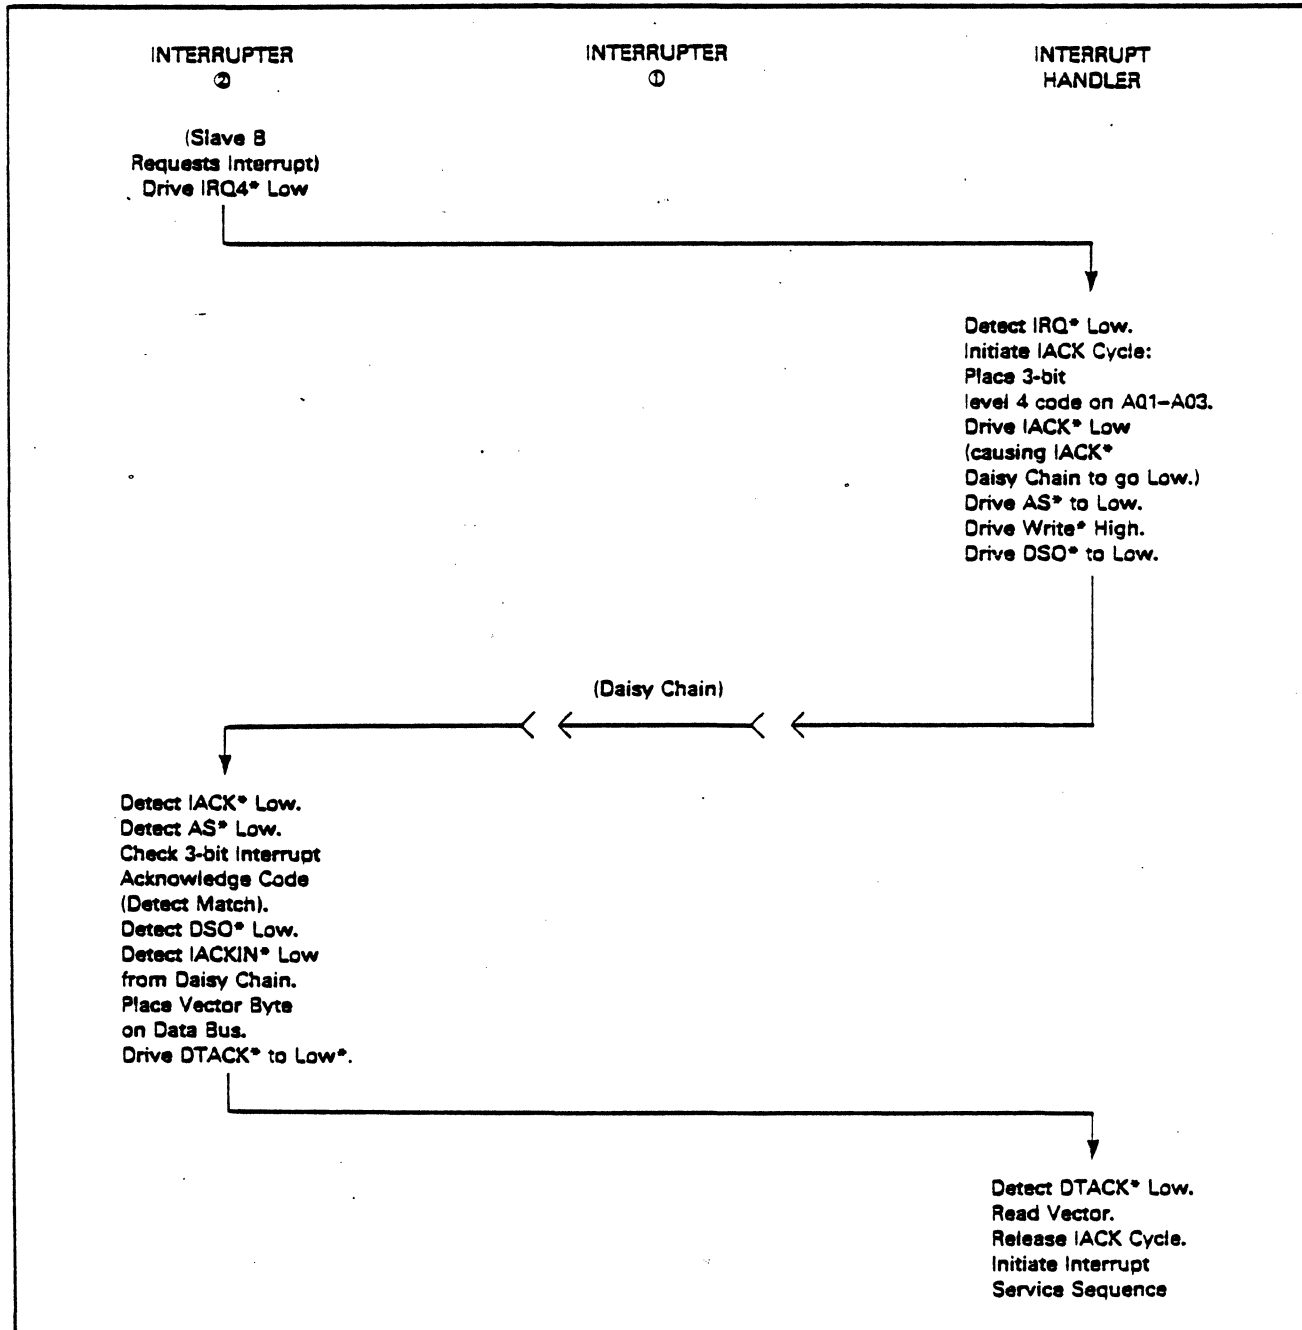 INTERRUPTER
②
INTERRUPTER
①
INTERRUPT
HANDLER
(Slave B
Requests Interrupt)
Drive IRQ4* Low
Detect IRQ* Low.
Initiate IACK Cycle:
Place 3-bit
level 4 code on A01–A03.
Drive IACK* Low
(causing IACK*
Daisy Chain to go Low.)
Drive AS* to Low.
Drive Write* High.
Drive DSO* to Low.
(Daisy Chain)
Detect IACK* Low.
Detect AS* Low.
Check 3-bit Interrupt
Acknowledge Code
(Detect Match).
Detect DSO* Low.
Detect IACKIN* Low
from Daisy Chain.
Place Vector Byte
on Data Bus.
Drive DTACK* to Low*.
Detect DTACK* Low.
Read Vector.
Release IACK Cycle.
Initiate Interrupt
Service Sequence